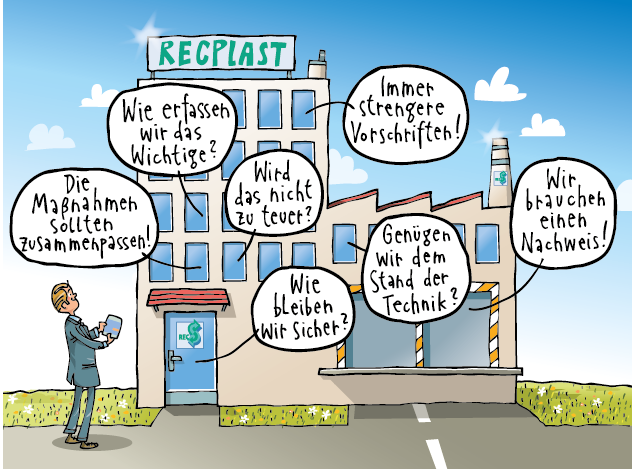 RECPLAST
Immer
strengere
Vorschriften!
Wie erfassen
wir das
Wichtige?
Wird
das nicht
zu teuer?
Die
Maßnahmen
sollten
zusammenpassen!
Wir
brauchen
einen
Nachweis!
Genügen
wir dem
Stand der
Technik?
Wie
bleiben
wir sicher?